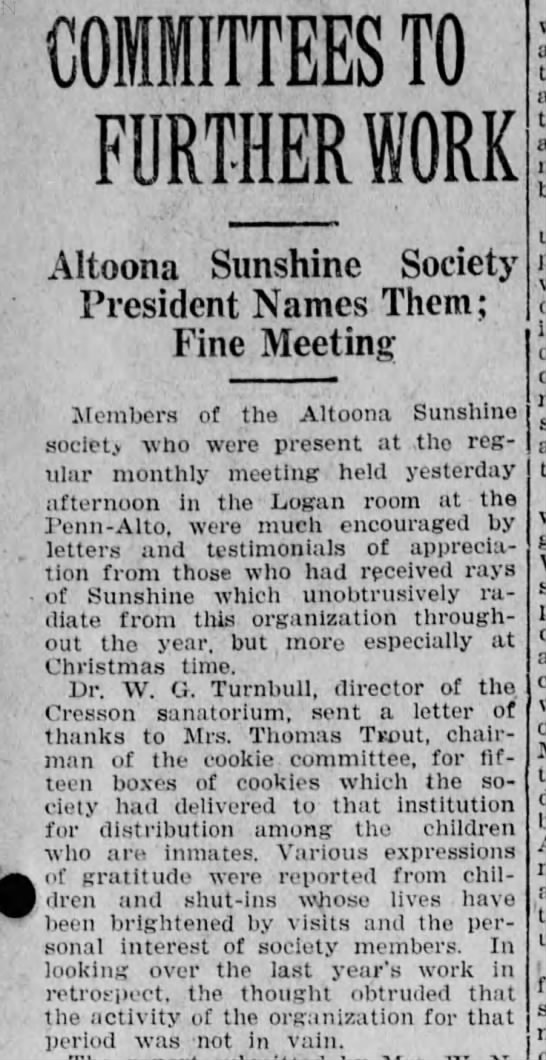 COMMITTEES TO
FURTHER WORK
Altoona Sunshine Society
President Names Them;
Fine Meeting
Members of the Altoona Sunshine
society who were present at the reg-
ular monthly meeting held yesterday
afternoon in the Logan room at the
Penn-Alto, were much encouraged by
letters and testimonials of apprecia-
tion from those who had received rays
of Sunshine which unobtrusively ra-
diate from this organization through-
out the year, but more especially at
Christmas time.
Dr. W. G. Turnbull, director of the
Cresson sanatorium, sent a letter of
thanks to Mrs. Thomas Trout, chair-
man of the cookie committee, for fif-
teen boxes of cookies which the so-
ciety had delivered to that institution
for distribution among the children
who are inmates. Various expressions
of gratitude were reported from chil-
dren and shut-ins whose lives have
been brightened by visits and the per-
sonal interest of society members. In
looking over the last year's work in
retrospect, the thought obtruded that
the activity of the organization for that
period was not in vain.